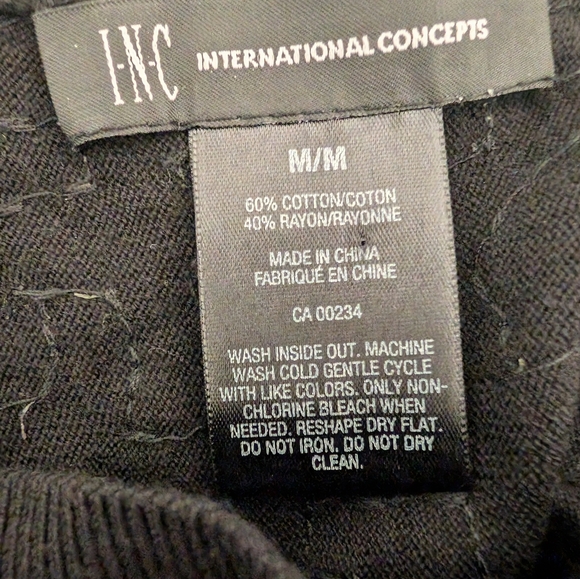 I·N·C INTERNATIONAL CONCEPTS
M/M
60% COTTON/COTON
40% RAYON/RAYONNE
MADE IN CHINA
FABRIQUÉ EN CHINE
CA 00234
WASH INSIDE OUT. MACHINE
WASH COLD GENTLE CYCLE
WITH LIKE COLORS. ONLY NON-
CHLORINE BLEACH WHEN
NEEDED. RESHAPE DRY FLAT.
DO NOT IRON. DO NOT DRY
CLEAN.